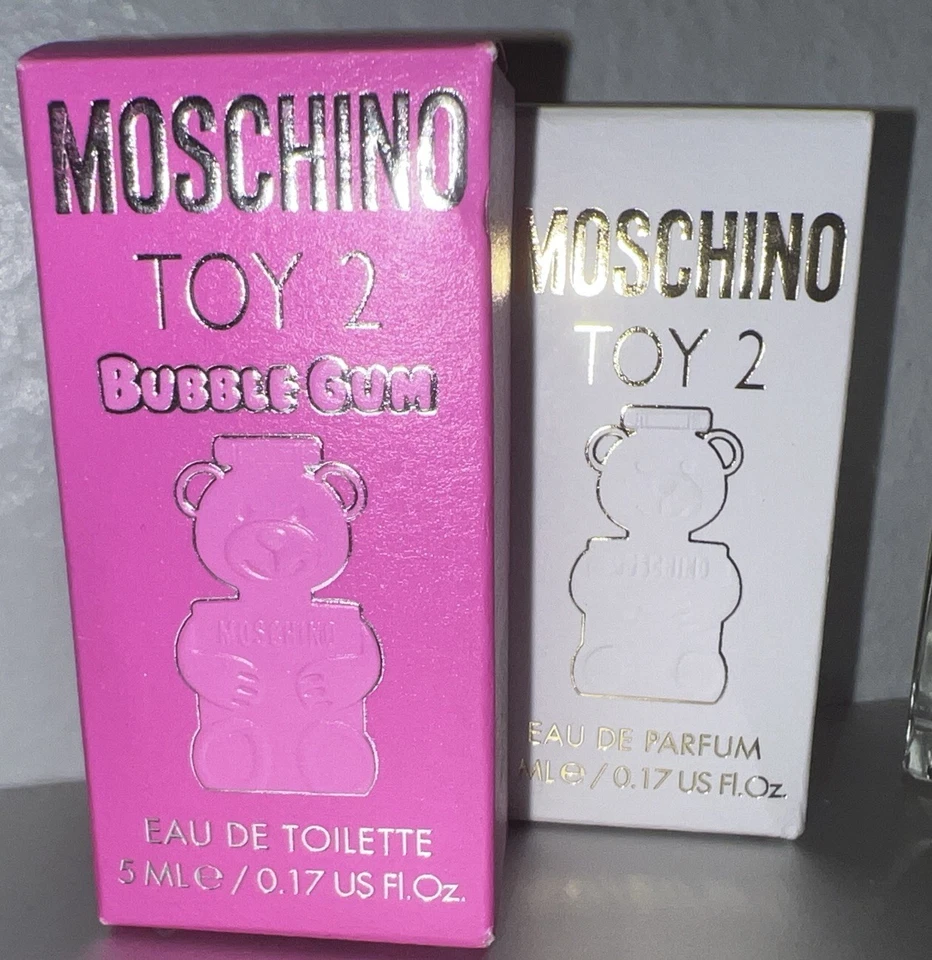 MOSCHINO
TOY 2
BUBBLE GUM
MOSCHINO
EAU DE TOILETTE
5 ML e / 0.17 US Fl.Oz.
MOSCHINO
TOY 2
MOSCHINO
EAU DE PARFUM
ML e / 0.17 US Fl.Oz.